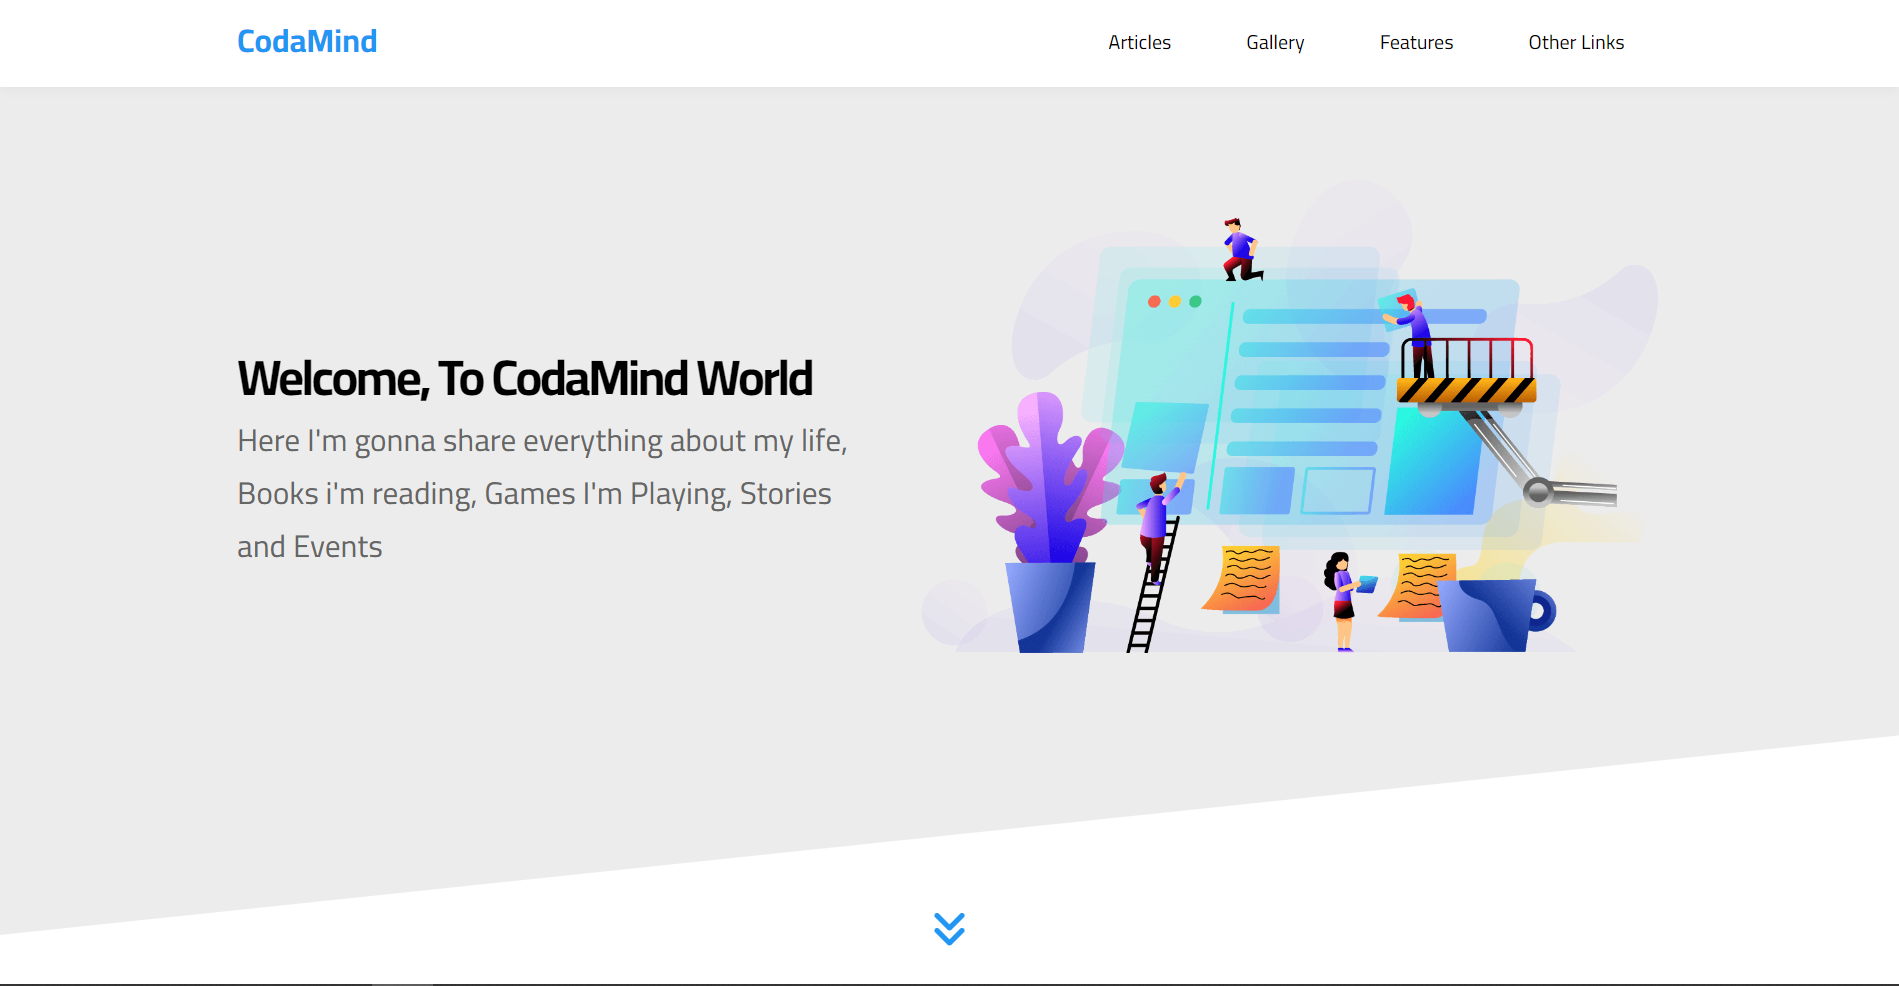 CodaMind
Articles
Gallery
Features
Other Links
Welcome, To CodaMind World
Here I'm gonna share everything about my life,
Books i'm reading, Games I'm Playing, Stories
and Events